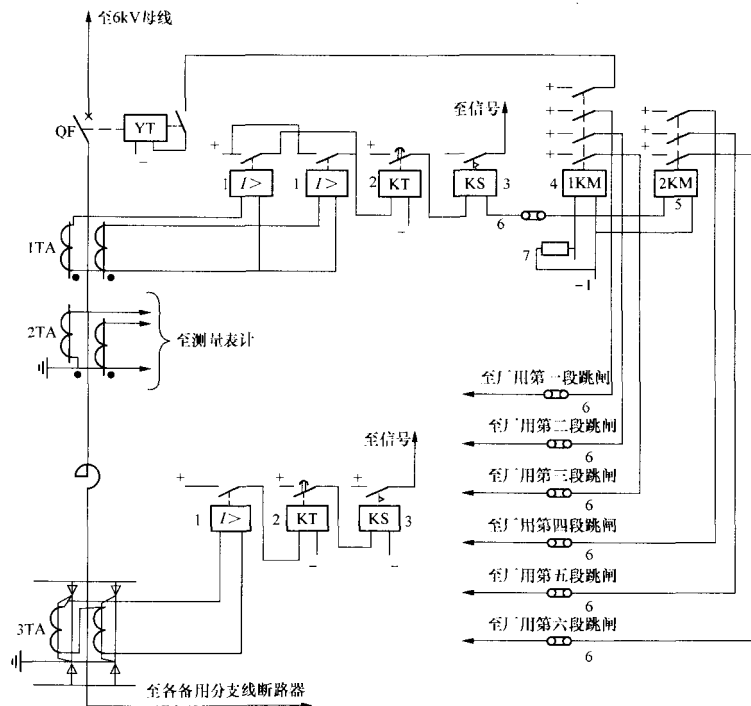 至6kV母线
QF
YT
−
+
1
I>
1
I>
+
2
KT
−
+
KS
3
至信号
6
+
+
+
+
4
1KM
+
+
+
2KM
5
7
−1
1TA
2TA
至测量表计
至厂用第一段跳闸
6
至厂用第二段跳闸
6
至厂用第三段跳闸
6
至厂用第四段跳闸
6
至厂用第五段跳闸
6
至厂用第六段跳闸
6
至信号
+
1
I>
+
2
KT
−
+
KS
3
−
3TA
至各备用分支线断路器